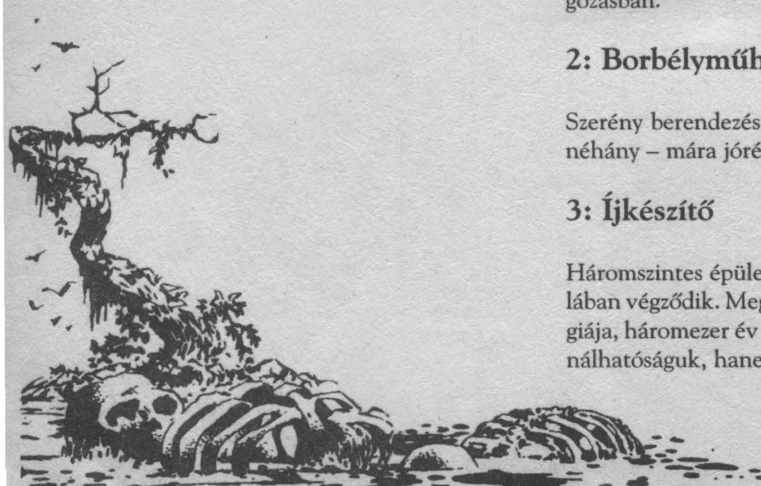 gozásban.
2: Borbélyműh
Szerény berendezés
néhány – mára jóré
3: Íjkészítő
Háromszintes épüle
lában végződik. Meg
giája, háromezer év
nálhatóságuk, hane